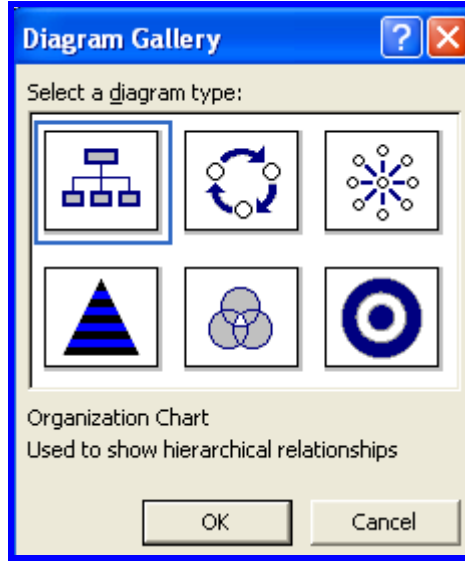 Diagram Gallery
Select a diagram type:
Organization Chart
Used to show hierarchical relationships
OK Cancel